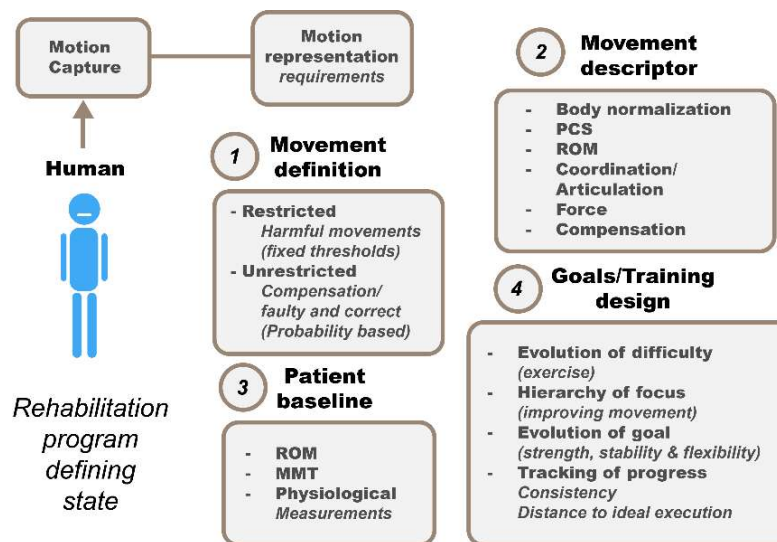 Motion
Capture
Motion
representation
requirements
Human
Rehabilitation
program
defining
state
1
Movement
definition
- Restricted
Harmful movements
(fixed thresholds)
- Unrestricted
Compensation/
faulty and correct
(Probability based)
2
Movement
descriptor
- Body normalization
- PCS
- ROM
- Coordination/
Articulation
- Force
- Compensation
3
Patient
baseline
- ROM
- MMT
- Physiological
Measurements
4
Goals/Training
design
- Evolution of difficulty
(exercise)
- Hierarchy of focus
(improving movement)
- Evolution of goal
(strength, stability & flexibility)
- Tracking of progress
Consistency
Distance to ideal execution